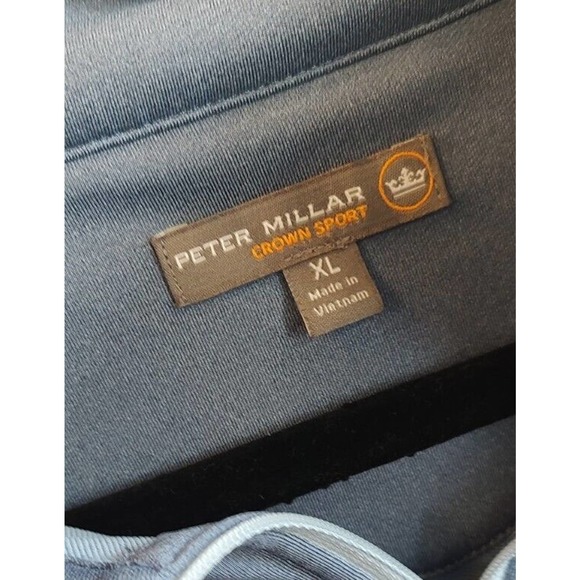 PETER MILLAR
CROWN SPORT
XL
Made in
Vietnam